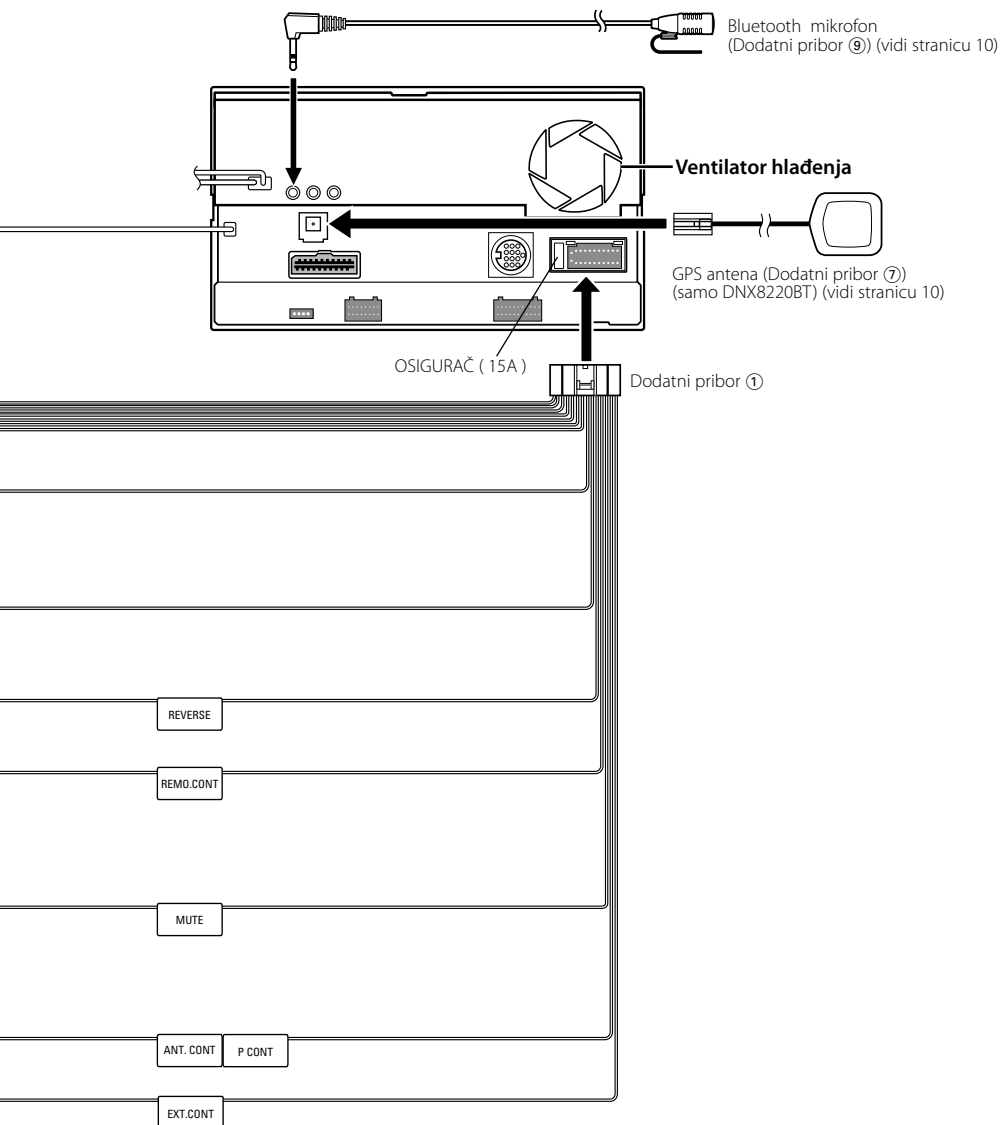 Bluetooth mikrofon
(Dodatni pribor ⑨) (vidi stranicu 10)
Ventilator hlađenja
GPS antena (Dodatni pribor ⑦)
(samo DNX8220BT) (vidi stranicu 10)
OSIGURAČ ( 15A )
Dodatni pribor ①
REVERSE
REMO.CONT
MUTE
ANT. CONT
P CONT
EXT.CONT